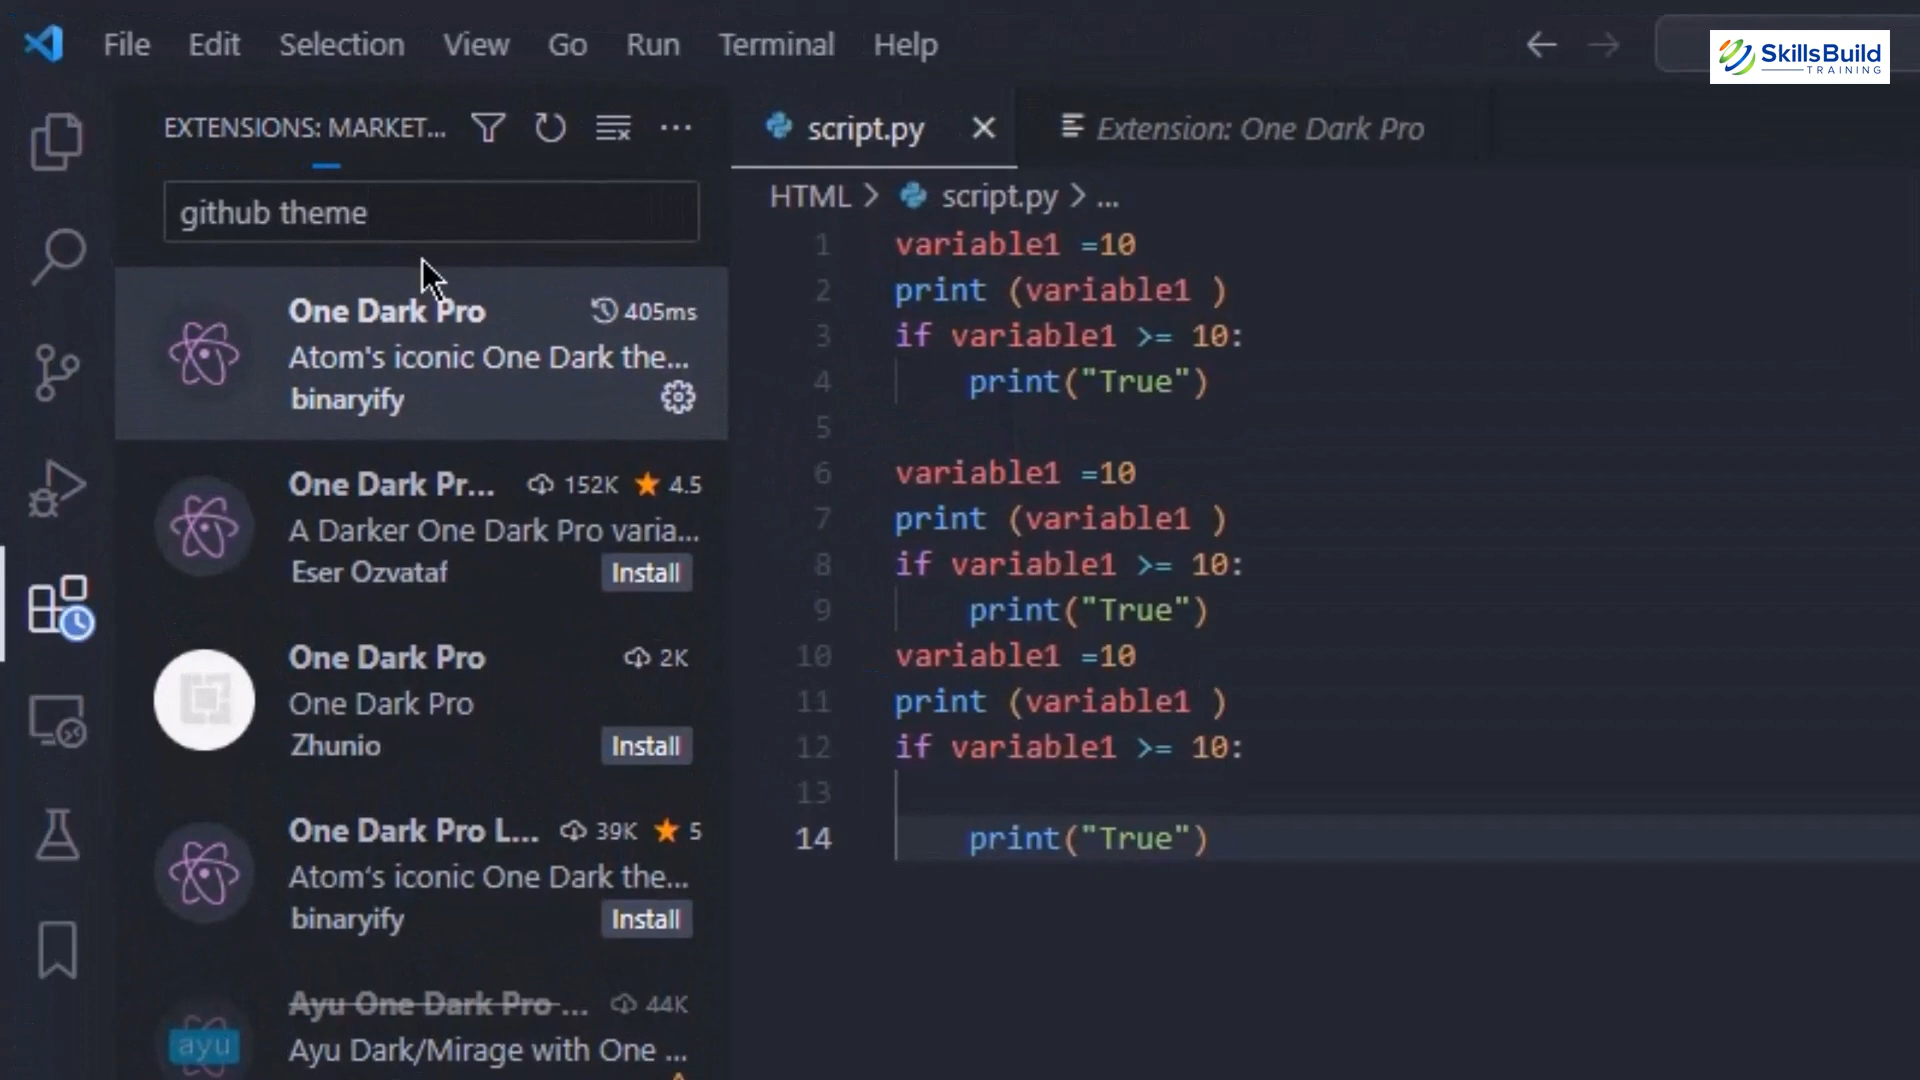 File Edit Selection View Go Run Terminal Help
SkillsBuild
TRAINING
EXTENSIONS: MARKET...
github theme
One Dark Pro 405ms
Atom's iconic One Dark the...
binaryify
One Dark Pr... 152K 4.5
A Darker One Dark Pro varia...
Eser Ozvataf Install
One Dark Pro 2K
One Dark Pro
Zhunio Install
One Dark Pro L... 39K 5
Atom's iconic One Dark the...
binaryify Install
Ayu One Dark Pro ... 44K
ayu
Ayu Dark/Mirage with One ...
script.py Extension: One Dark Pro
HTML > script.py > ...
1 variable1 =10
2 print (variable1 )
3 if variable1 >= 10:
4     print("True")
5
6 variable1 =10
7 print (variable1 )
8 if variable1 >= 10:
9     print("True")
10 variable1 =10
11 print (variable1 )
12 if variable1 >= 10:
13
14     print("True")